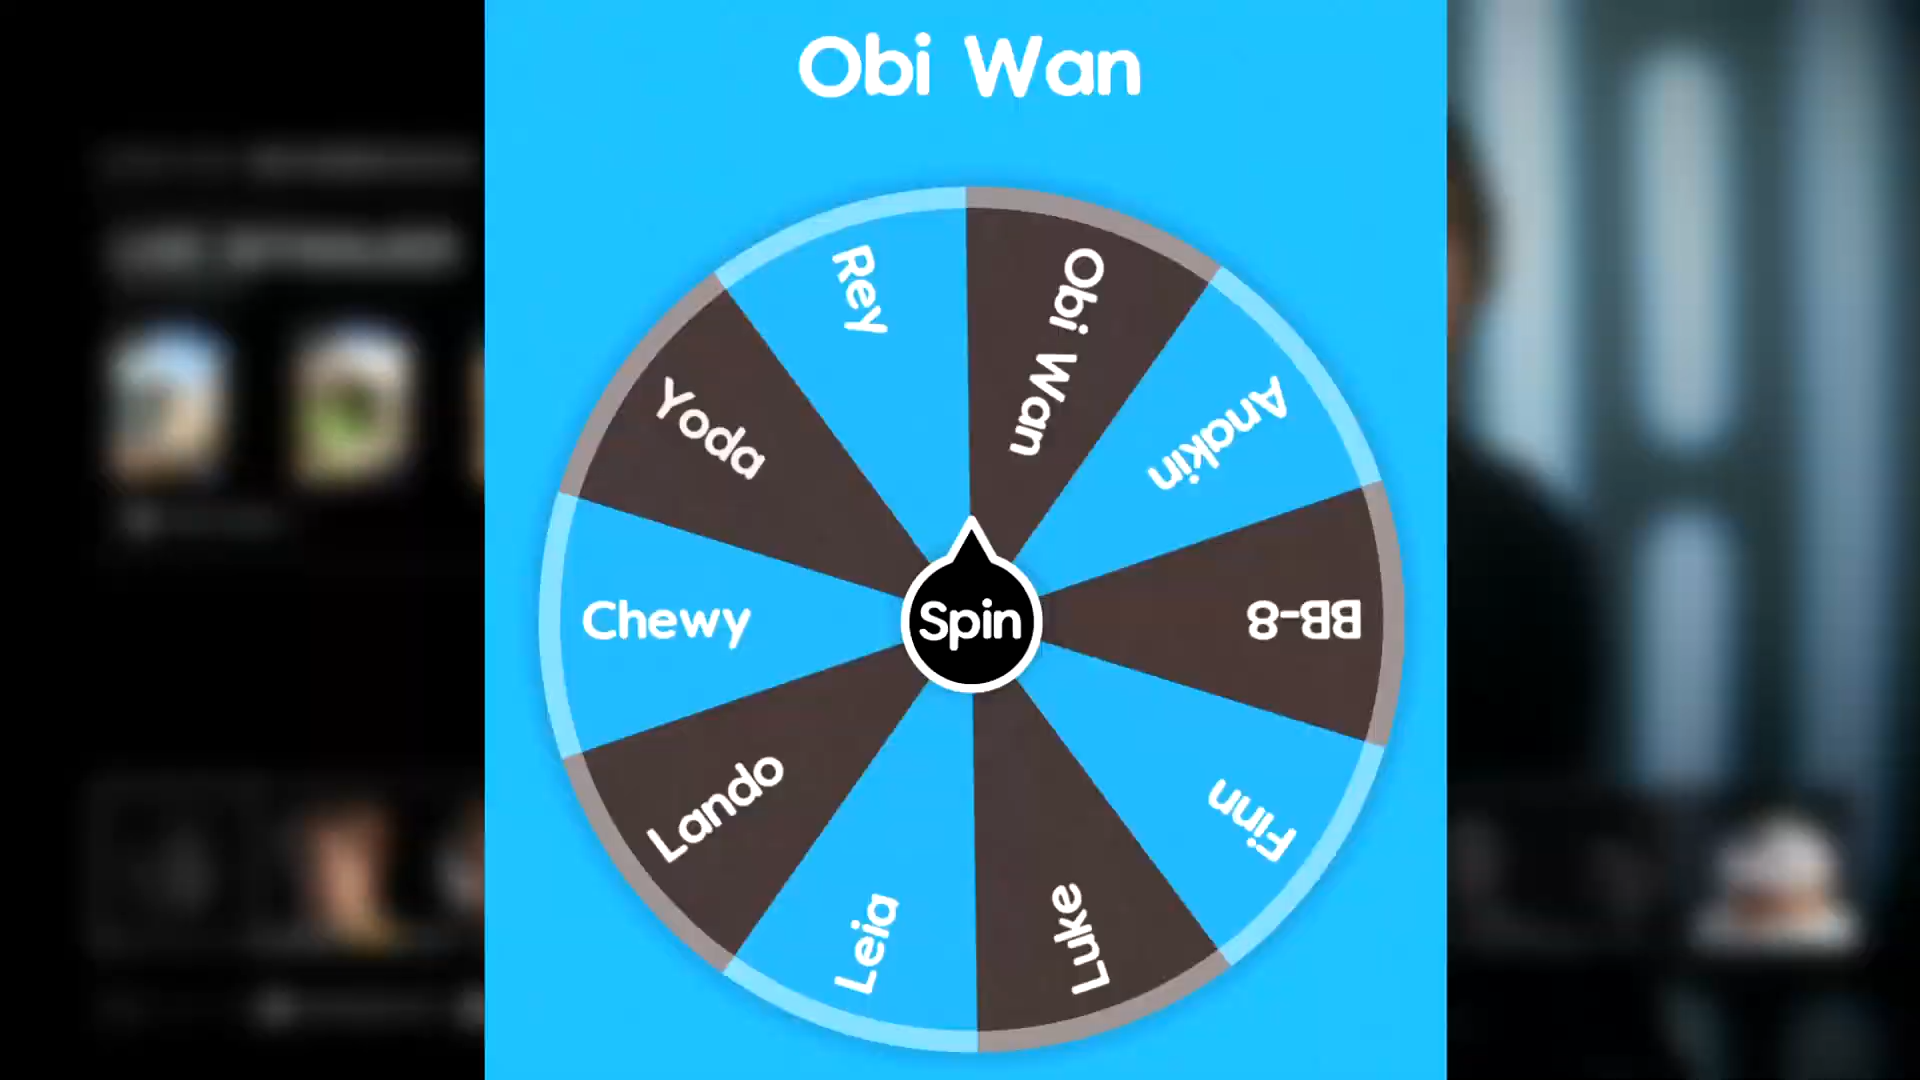 Obi Wan
Rey
Obi Wan
Anakin
BB-8
Finn
Luke
Leia
Lando
Chewy
Yoda
Spin